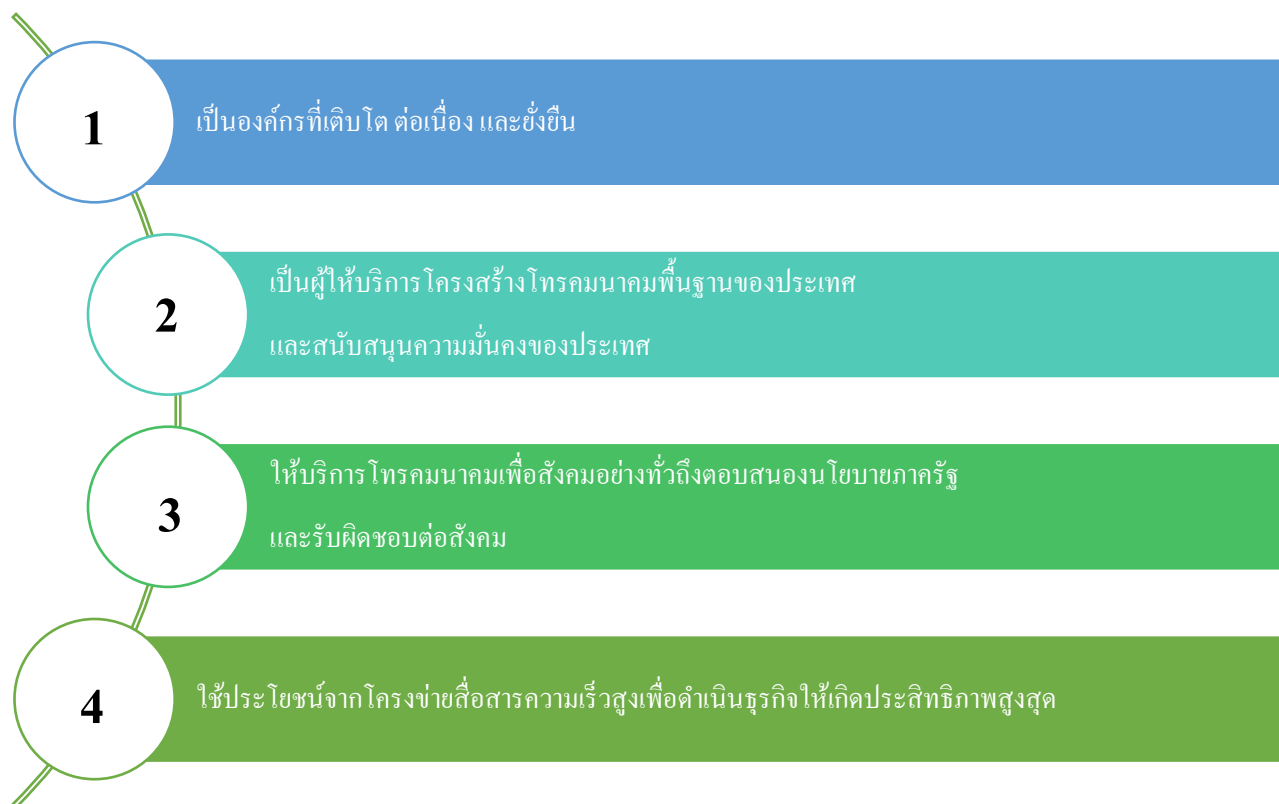 1
เป็นองค์กรที่เติบโต ต่อเนื่อง และยั่งยืน
2
เป็นผู้ให้บริการโครงสร้างโทรคมนาคมพื้นฐานของประเทศ
และสนับสนุนความมั่นคงของประเทศ
3
ให้บริการโทรคมนาคมเพื่อสังคมอย่างทั่วถึงตอบสนองนโยบายภาครัฐ
และรับผิดชอบต่อสังคม
4
ใช้ประโยชน์จากโครงข่ายสื่อสารความเร็วสูงเพื่อดำเนินธุรกิจให้เกิดประสิทธิภาพสูงสุด